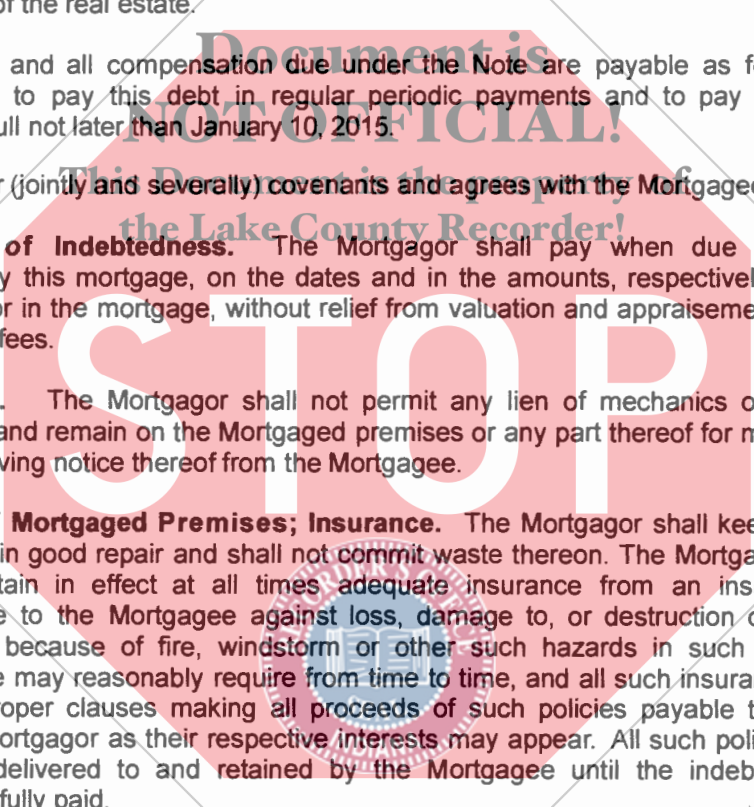 of the real estate.
Document is
and all compensation due under the Note are payable as f
to pay this debt in regular periodic payments and to pay
NOT OFFICIAL!
ull not later than January 10, 2015.
This Document is the property of
r (jointly and severally) covenants and agrees with the Mortgagee
the Lake County Recorder!
of Indebtedness. The Mortgagor shall pay when due
y this mortgage, on the dates and in the amounts, respectivel
or in the mortgage, without relief from valuation and appraiseme
fees.
STOP
. The Mortgagor shall not permit any lien of mechanics o
and remain on the Mortgaged premises or any part thereof for m
ving notice thereof from the Mortgagee.
Mortgaged Premises; Insurance. The Mortgagor shall kee
in good repair and shall not commit waste thereon. The Mortga
tain in effect at all times adequate insurance from an ins
e to the Mortgagee against loss, damage to, or destruction o
because of fire, windstorm or other such hazards in such
e may reasonably require from time to time, and all such insura
roper clauses making all proceeds of such policies payable t
ortgagor as their respective interests may appear. All such poli
delivered to and retained by the Mortgagee until the indeb
fully paid.